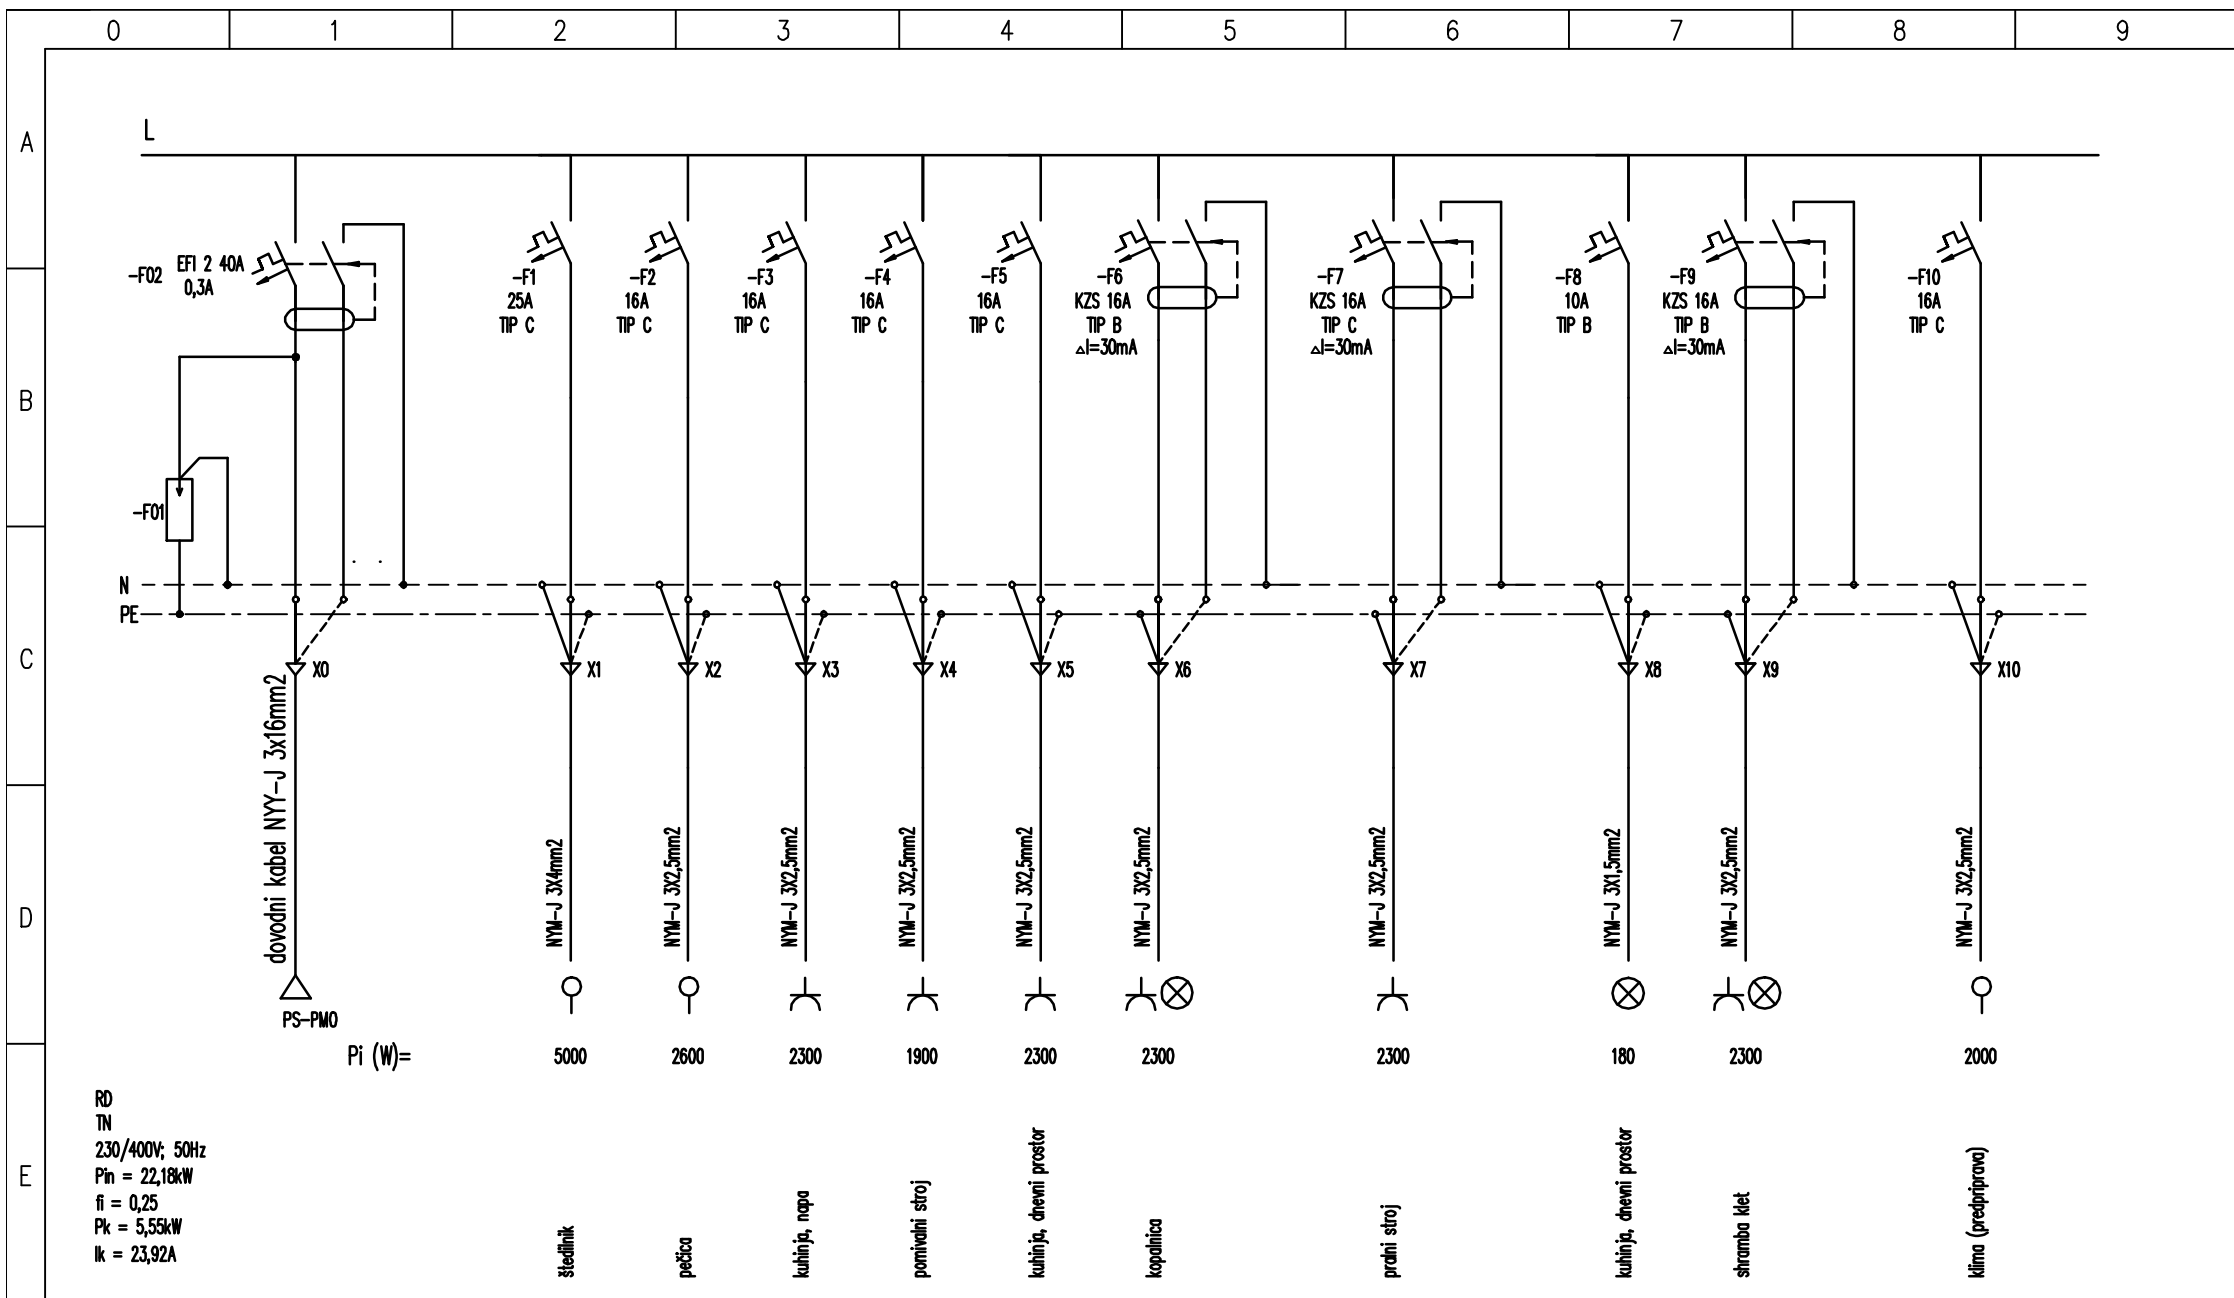 0 1 2 3 4 5 6 7 8 9
A
B
C
D
E
L
-F02
EFI 2 40A
0,3A
-F1
25A
TIP C
-F2
16A
TIP C
-F3
16A
TIP C
-F4
16A
TIP C
-F5
16A
TIP C
-F6
KZS 16A
TIP B
△I=30mA
-F7
KZS 16A
TIP C
△I=30mA
-F8
10A
TIP B
-F9
KZS 16A
TIP B
△I=30mA
-F10
16A
TIP C
-F01
N
PE
X0
X1
X2
X3
X4
X5
X6
X7
X8
X9
X10
dovodni kabel NYY-J 3x16mm2
NYM-J 3X4mm2
NYM-J 3X2,5mm2
NYM-J 3X2,5mm2
NYM-J 3X2,5mm2
NYM-J 3X2,5mm2
NYM-J 3X2,5mm2
NYM-J 3X2,5mm2
NYM-J 3X1,5mm2
NYM-J 3X2,5mm2
NYM-J 3X2,5mm2
PS-PMO
Pi (W)=
5000
2600
2300
1900
2300
2300
2300
180
2300
2000
RD
TN
230/400V; 50Hz
Pin = 22,18kW
fi = 0,25
Pk = 5,55kW
Ik = 23,92A
štedilnik
pečica
kuhinja, napa
pomivalni stroj
kuhinja, dnevni prostor
kopalnica
pralni stroj
kuhinja, dnevni prostor
shramba klet
klima (predpriprava)